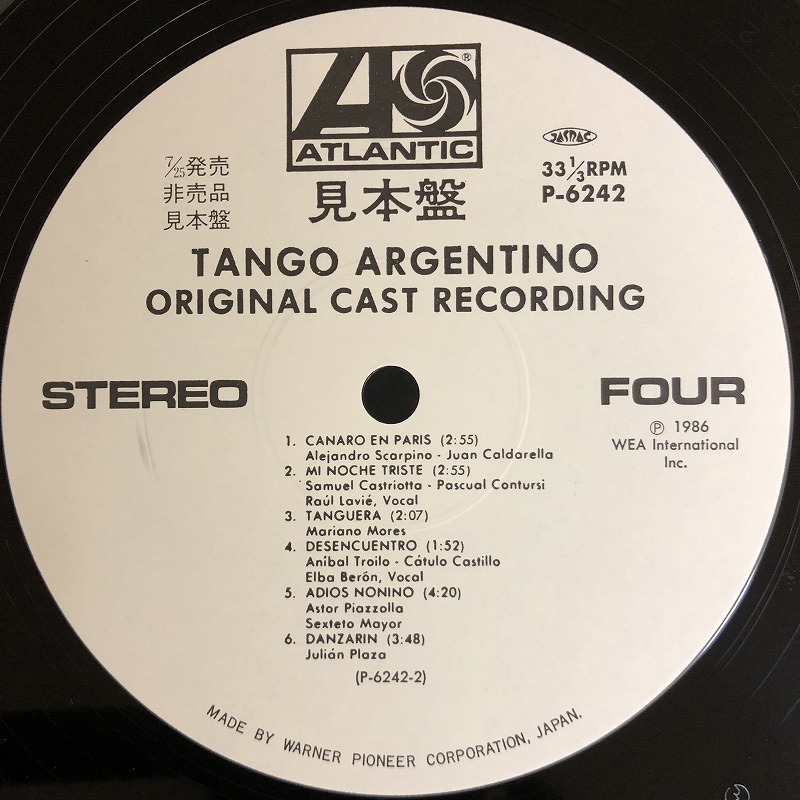 ®
ATLANTIC
7/25発売
非売品
見本盤
見本盤
JASRAC
33 1/3 RPM
P-6242
TANGO ARGENTINO
ORIGINAL CAST RECORDING
STEREO
FOUR
℗ 1986
WEA International
Inc.
1. CANARO EN PARIS (2:55)
Alejandro Scarpino - Juan Caldarella
2. MI NOCHE TRISTE (2:55)
Samuel Castriotta - Pascual Contursi
Raúl Lavié, Vocal
3. TANGUERA (2:07)
Mariano Mores
4. DESENCUENTRO (1:52)
Aníbal Troilo - Cátulo Castillo
Elba Berón, Vocal
5. ADIOS NONINO (4:20)
Astor Piazzolla
Sexteto Mayor
6. DANZARIN (3:48)
Julián Plaza
(P-6242-2)
MADE BY WARNER PIONEER CORPORATION, JAPAN.